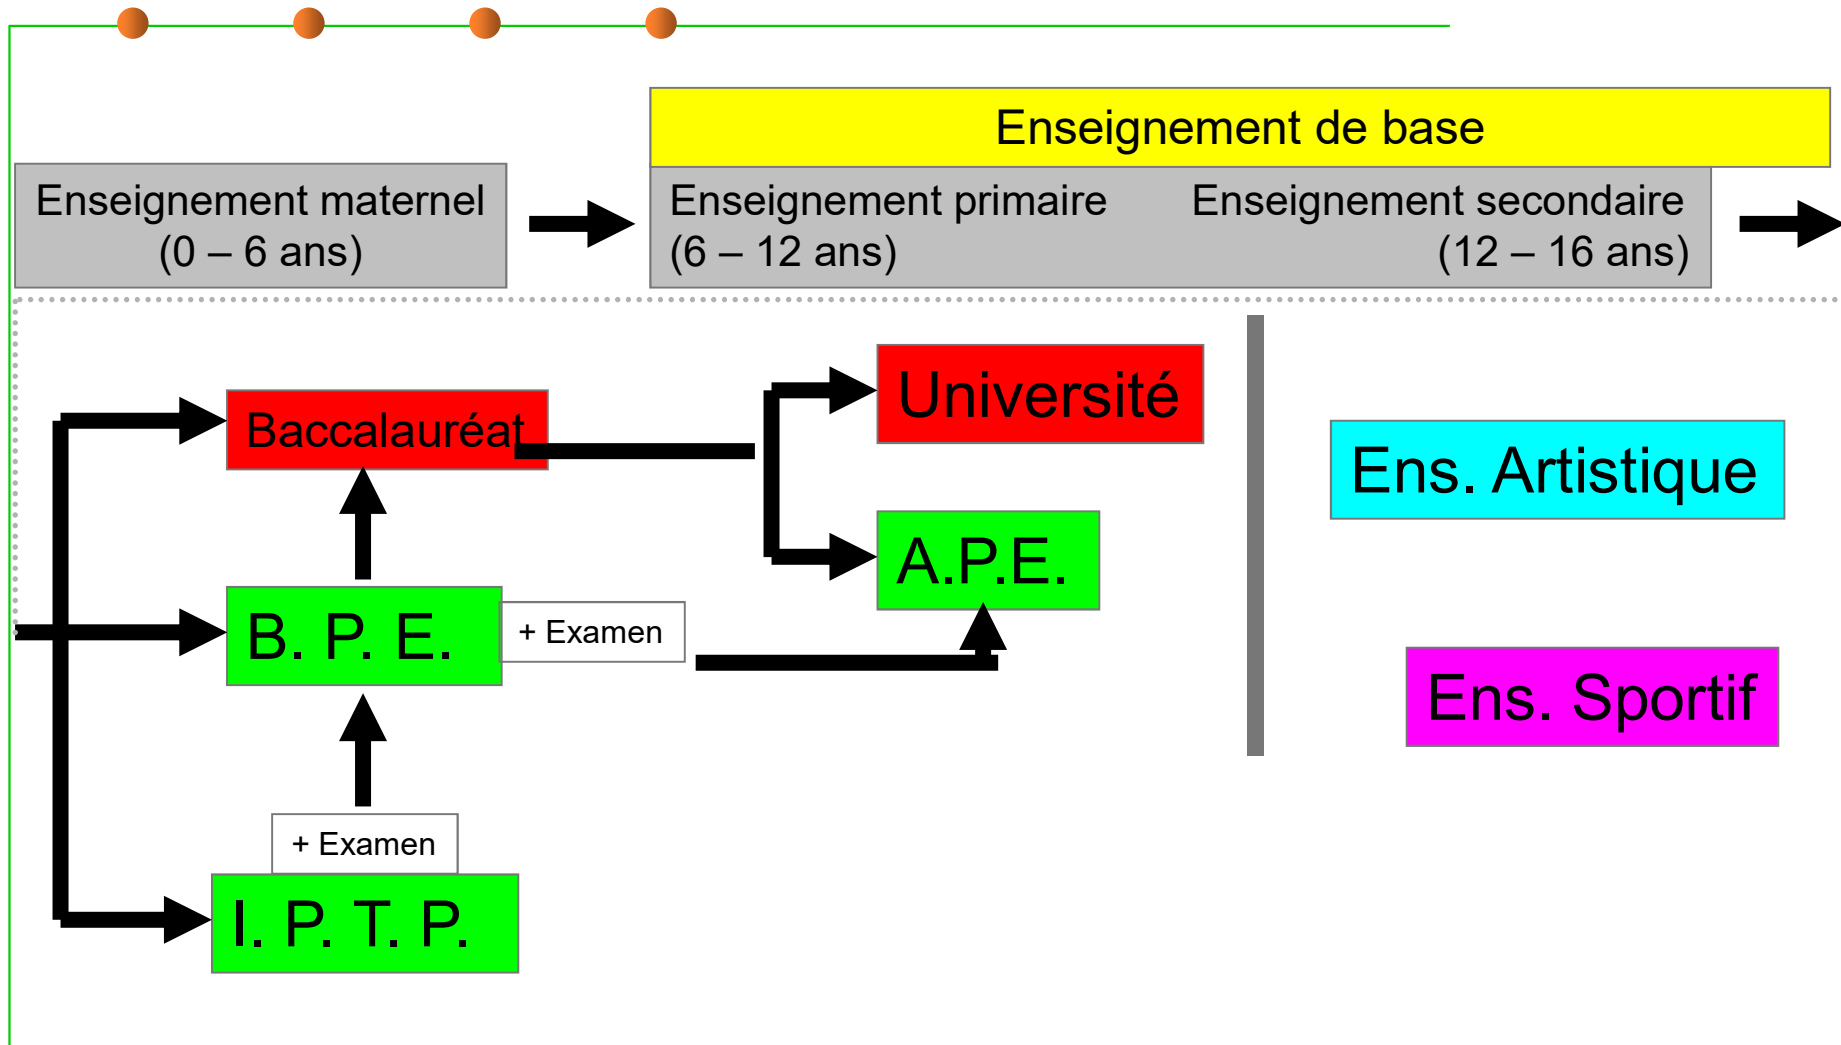 Enseignement de base
Enseignement maternel
(0 – 6 ans)
Enseignement primaire Enseignement secondaire
(6 – 12 ans) (12 – 16 ans)
Université
Baccalauréat
Ens. Artistique
A.P.E.
B. P. E.
+ Examen
Ens. Sportif
+ Examen
I. P. T. P.